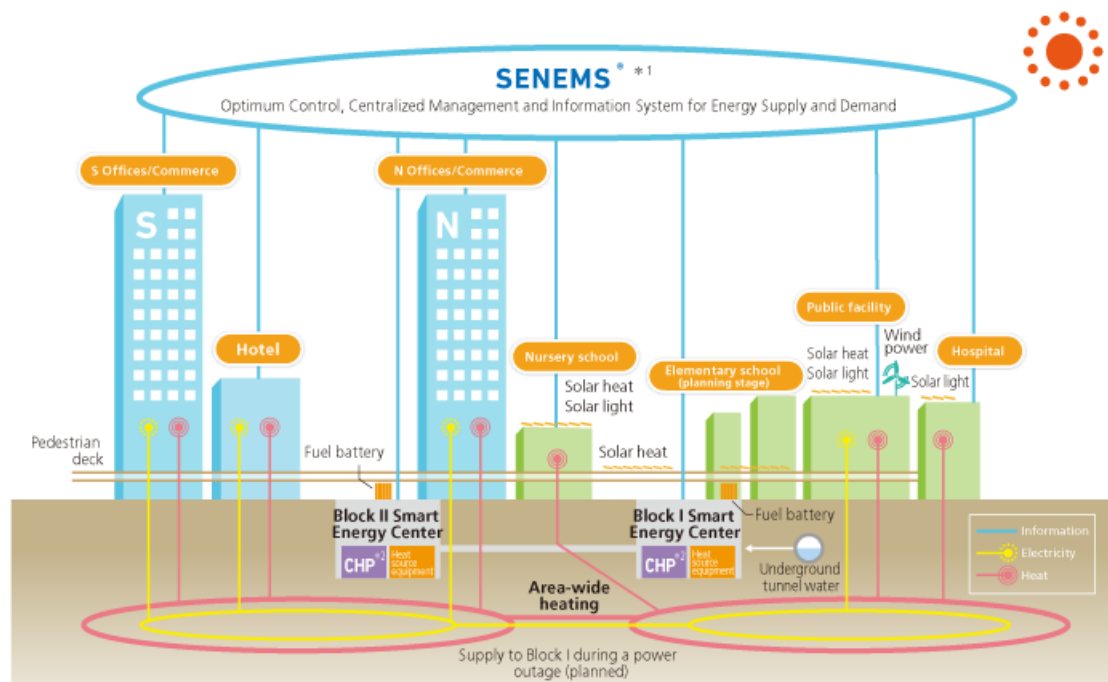 SENEMS* *1
Optimum Control, Centralized Management and Information System for Energy Supply and Demand
S Offices/Commerce
N Offices/Commerce
S
N
Hotel
Public facility
Wind
power
Hospital
Nursery school
Solar heat
Solar light
Elementary school
(planning stage)
Solar heat
Solar light
Solar light
Pedestrian
deck
Fuel battery
Solar heat
Block II Smart
Energy Center
CHP*2
Heat
source
equipment
Block I Smart
Energy Center
CHP*2
Heat
source
equipment
Fuel battery
Underground
tunnel water
Information
Electricity
Heat
Area-wide
heating
Supply to Block I during a power
outage (planned)